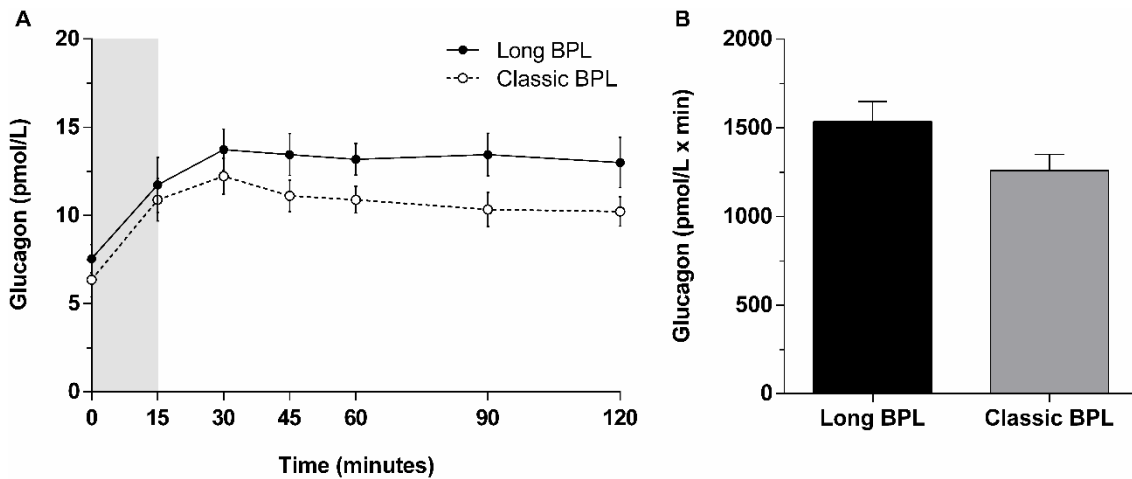 A
Glucagon (pmol/L)
20
15
10
5
0
Long BPL
Classic BPL
0 15 30 45 60 90 120
Time (minutes)
B
Glucagon (pmol/L x min)
2000
1500
1000
500
0
Long BPL Classic BPL